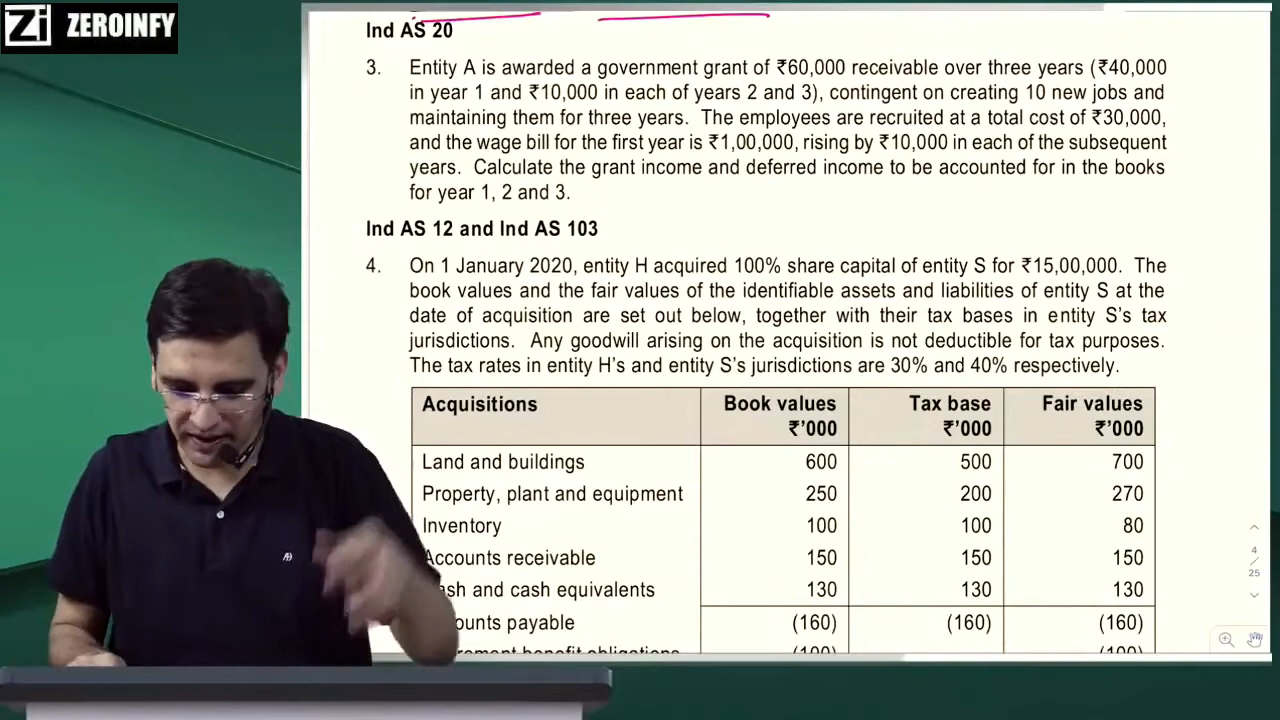 Zi ZEROINFY
Ind AS 20
3. Entity A is awarded a government grant of ₹60,000 receivable over three years (₹40,000
in year 1 and ₹10,000 in each of years 2 and 3), contingent on creating 10 new jobs and
maintaining them for three years. The employees are recruited at a total cost of ₹30,000,
and the wage bill for the first year is ₹1,00,000, rising by ₹10,000 in each of the subsequent
years. Calculate the grant income and deferred income to be accounted for in the books
for year 1, 2 and 3.
Ind AS 12 and Ind AS 103
4. On 1 January 2020, entity H acquired 100% share capital of entity S for ₹15,00,000. The
book values and the fair values of the identifiable assets and liabilities of entity S at the
date of acquisition are set out below, together with their tax bases in entity S's tax
jurisdictions. Any goodwill arising on the acquisition is not deductible for tax purposes.
The tax rates in entity H's and entity S's jurisdictions are 30% and 40% respectively.
Acquisitions Book values Tax base Fair values
₹'000 ₹'000 ₹'000
Land and buildings 600 500 700
Property, plant and equipment 250 200 270
Inventory 100 100 80
Accounts receivable 150 150 150
and cash equivalents 130 130 130
payable (160) (160) (160)
benefit obligations (100) (100)
4
/
25